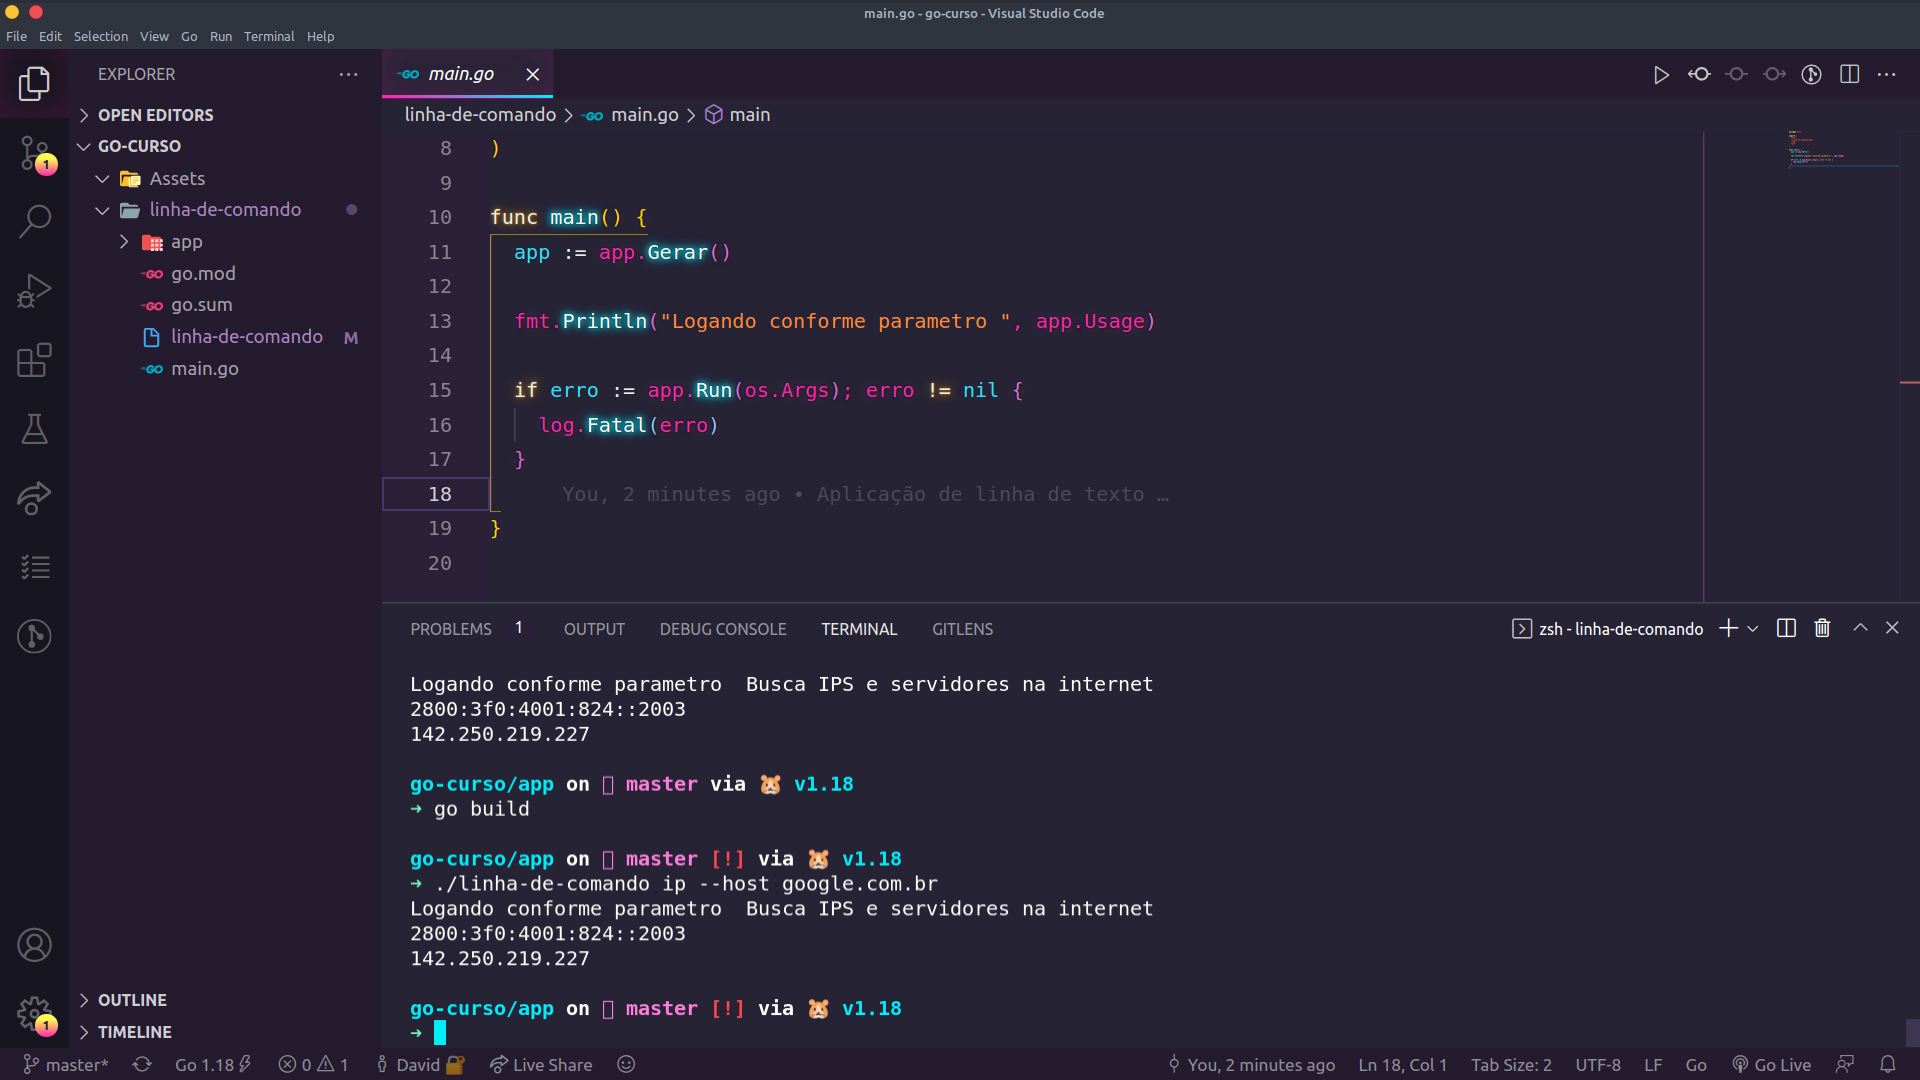 main.go - go-curso - Visual Studio Code
File Edit Selection View Go Run Terminal Help
EXPLORER
OPEN EDITORS
GO-CURSO
Assets
linha-de-comando
app
go.mod
go.sum
linha-de-comando M
main.go
OUTLINE
TIMELINE
1
1
main.go
linha-de-comando > main.go > main
8 )
9
10 func main() {
11 app := app.Gerar()
12
13 fmt.Println("Logando conforme parametro ", app.Usage)
14
15 if erro := app.Run(os.Args); erro != nil {
16 log.Fatal(erro)
17 }
18 You, 2 minutes ago • Aplicação de linha de texto …
19 }
20
PROBLEMS 1 OUTPUT DEBUG CONSOLE TERMINAL GITLENS zsh - linha-de-comando
Logando conforme parametro  Busca IPS e servidores na internet
2800:3f0:4001:824::2003
142.250.219.227
go-curso/app on master via 🐹 v1.18
➜ go build
go-curso/app on master [!] via 🐹 v1.18
➜ ./linha-de-comando ip --host google.com.br
Logando conforme parametro  Busca IPS e servidores na internet
2800:3f0:4001:824::2003
142.250.219.227
go-curso/app on master [!] via 🐹 v1.18
➜
master* Go 1.18 0 1 David 🔐 Live Share You, 2 minutes ago Ln 18, Col 1 Tab Size: 2 UTF-8 LF Go Go Live